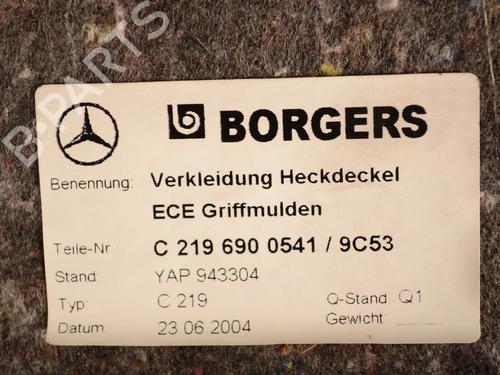 B-PARTS
BORGERS
Benennung: Verkleidung Heckdeckel
ECE Griffmulden
Teile-Nr.: C 219 690 0541 / 9C53
Stand: YAP 943304
Typ: C 219 Q-Stand: Q1
Datum: 23.06.2004 Gewicht: